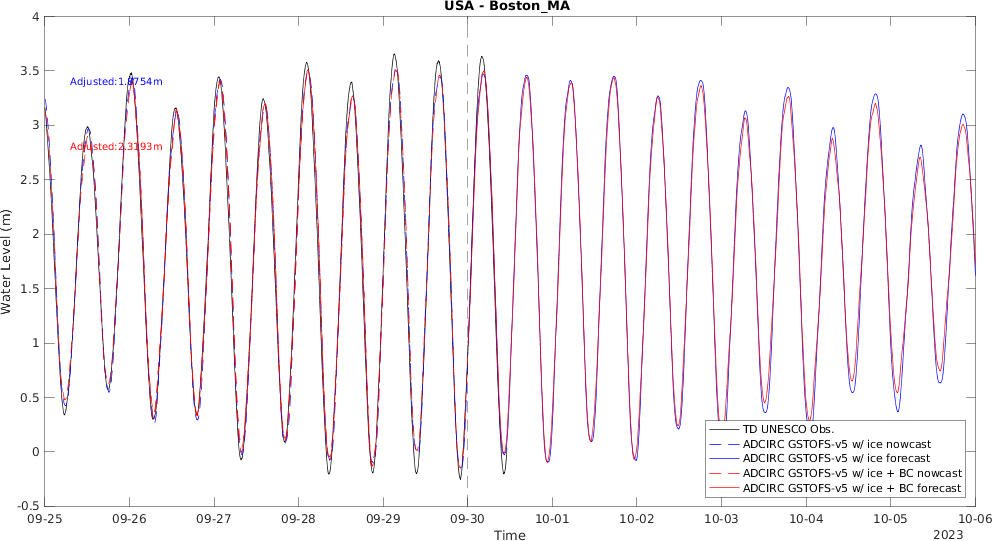 USA - Boston_MA
4
3.5
3
2.5
2
1.5
1
0.5
0
-0.5
Water Level (m)
Adjusted:1.8754m
Adjusted:2.3193m
TD UNESCO Obs.
ADCIRC GSTOFS-v5 w/ ice nowcast
ADCIRC GSTOFS-v5 w/ ice forecast
ADCIRC GSTOFS-v5 w/ ice + BC nowcast
ADCIRC GSTOFS-v5 w/ ice + BC forecast
09-25 09-26 09-27 09-28 09-29 09-30 10-01 10-02 10-03 10-04 10-05 10-06
Time
2023